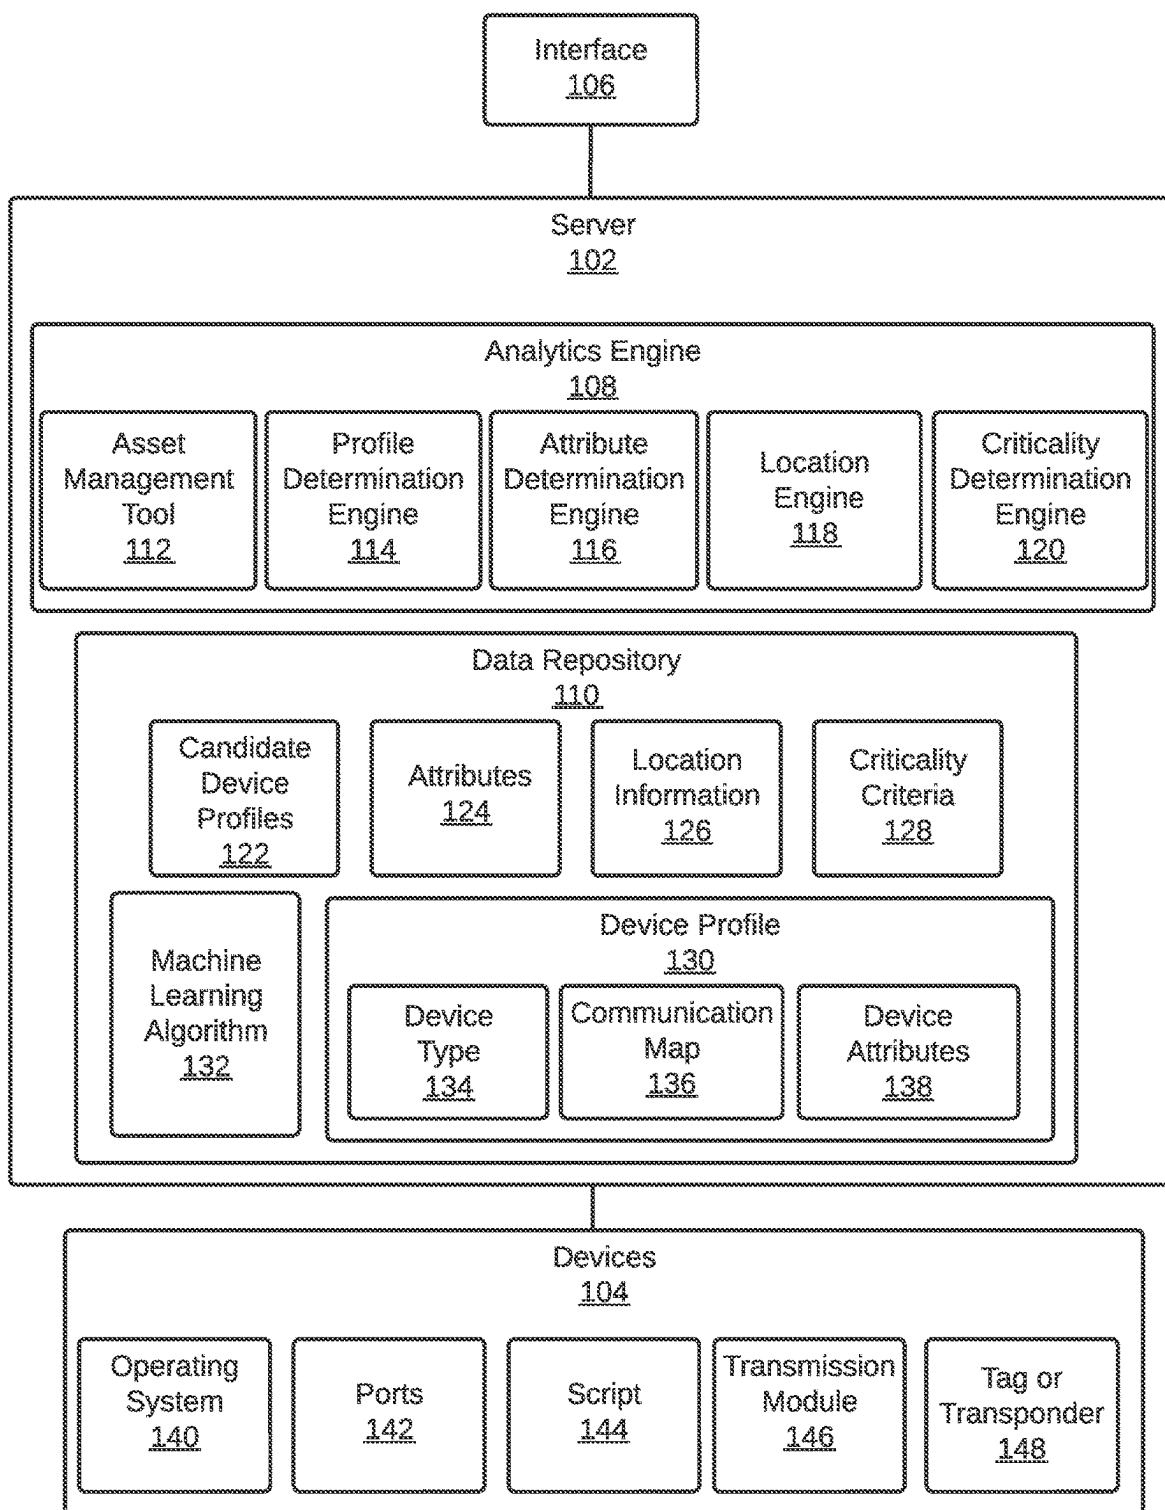 Interface
106
Server
102
Analytics Engine
108
Asset
Management
Tool
112
Profile
Determination
Engine
114
Attribute
Determination
Engine
116
Location
Engine
118
Criticality
Determination
Engine
120
Data Repository
110
Candidate
Device
Profiles
122
Attributes
124
Location
Information
126
Criticality
Criteria
128
Machine
Learning
Algorithm
132
Device Profile
130
Device
Type
134
Communication
Map
136
Device
Attributes
138
Devices
104
Operating
System
140
Ports
142
Script
144
Transmission
Module
146
Tag or
Transponder
148